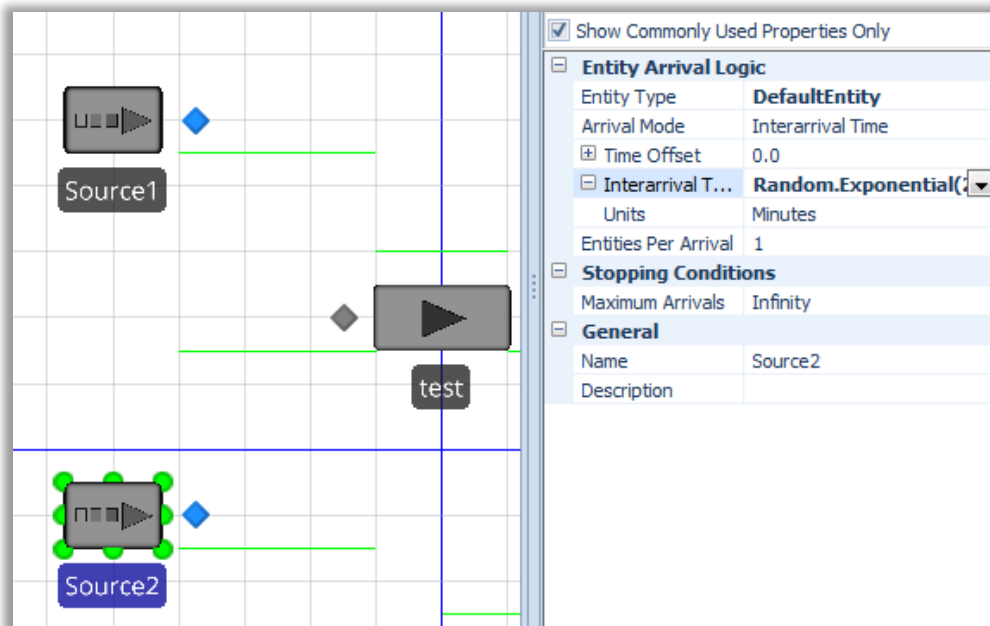 Show Commonly Used Properties Only
Entity Arrival Logic
Entity Type DefaultEntity
Arrival Mode Interarrival Time
Time Offset 0.0
Interarrival T... Random.Exponential(
Units Minutes
Entities Per Arrival 1
Stopping Conditions
Maximum Arrivals Infinity
General
Name Source2
Description
Source1
test
Source2